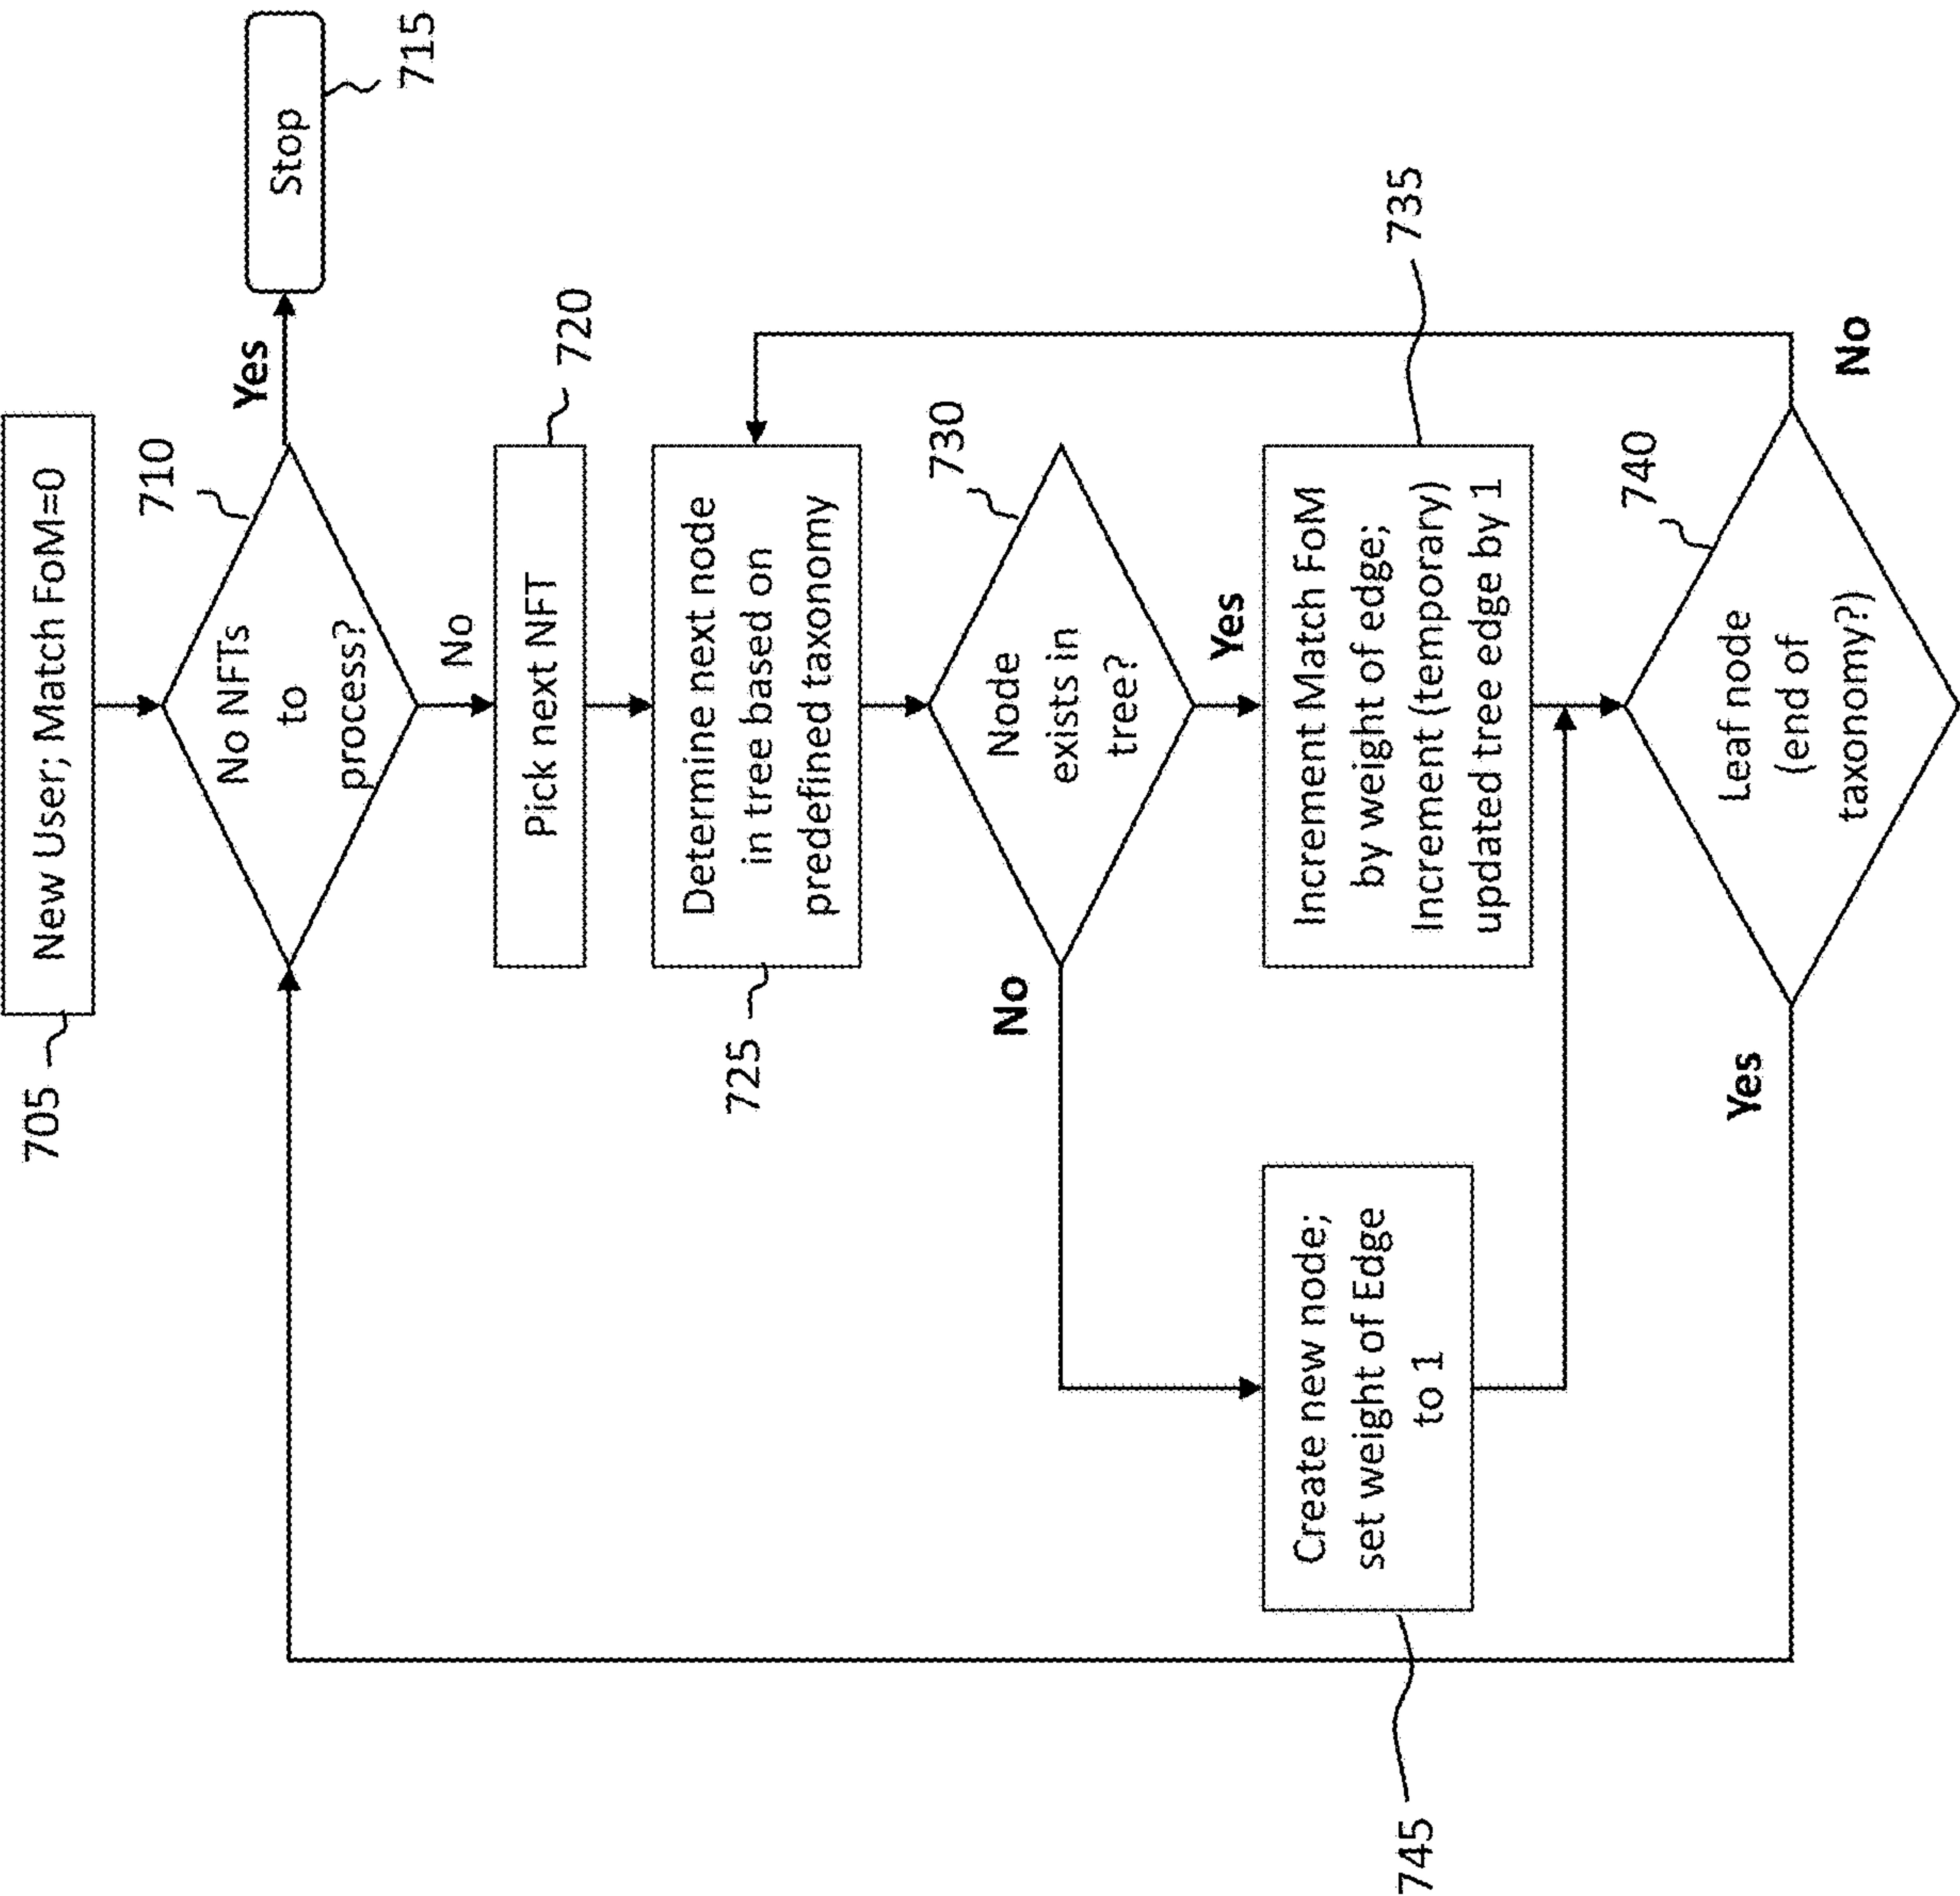 705
New User; Match FoM=0
710
No NFTs
to
process?
Yes
Stop
715
No
Pick next NFT
720
725
Determine next node
in tree based on
predefined taxonomy
730
Node
exists in
tree?
No
Yes
745
Create new node;
set weight of Edge
to 1
Increment Match FoM
by weight of edge;
Increment (temporary)
updated tree edge by 1
735
740
Leaf node
(end of
taxonomy?)
Yes
No